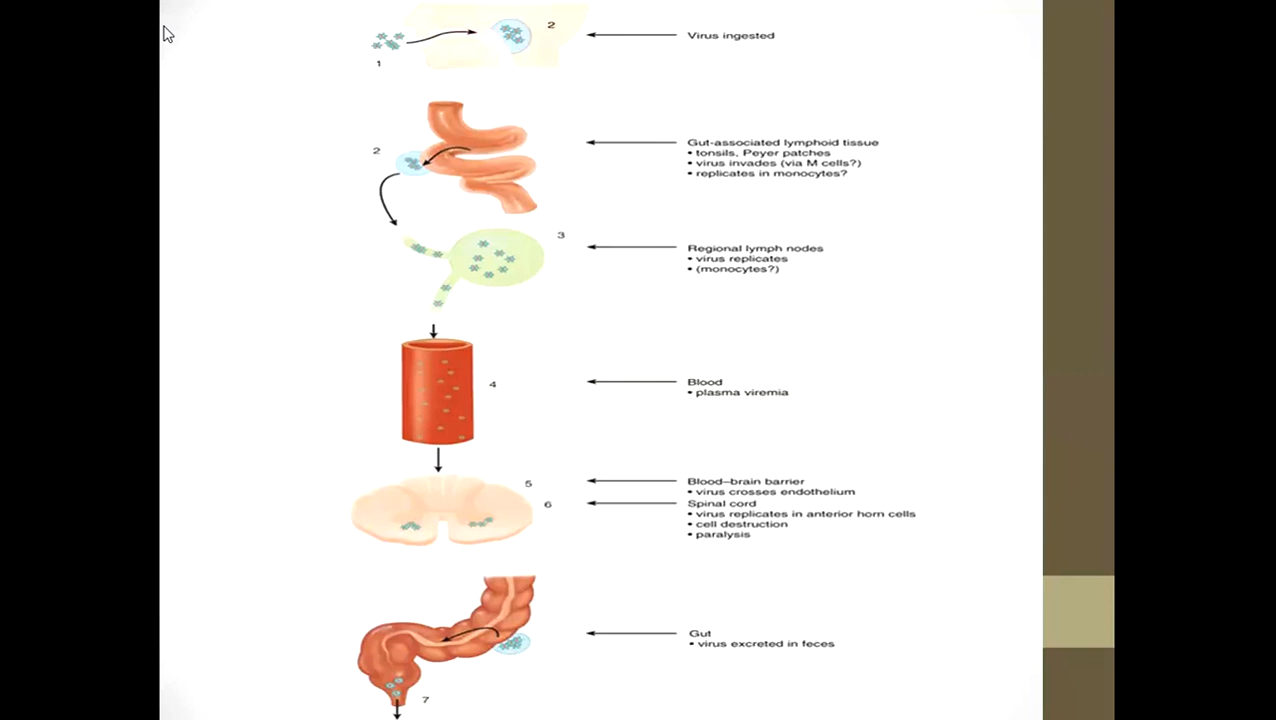 2
Virus ingested
1
2
Gut-associated lymphoid tissue
• tonsils, Peyer patches
• virus invades (via M cells?)
• replicates in monocytes?
3
Regional lymph nodes
• virus replicates
• (monocytes?)
4
Blood
• plasma viremia
5
Blood–brain barrier
• virus crosses endothelium
6
Spinal cord
• virus replicates in anterior horn cells
• cell destruction
• paralysis
Gut
• virus excreted in feces
7